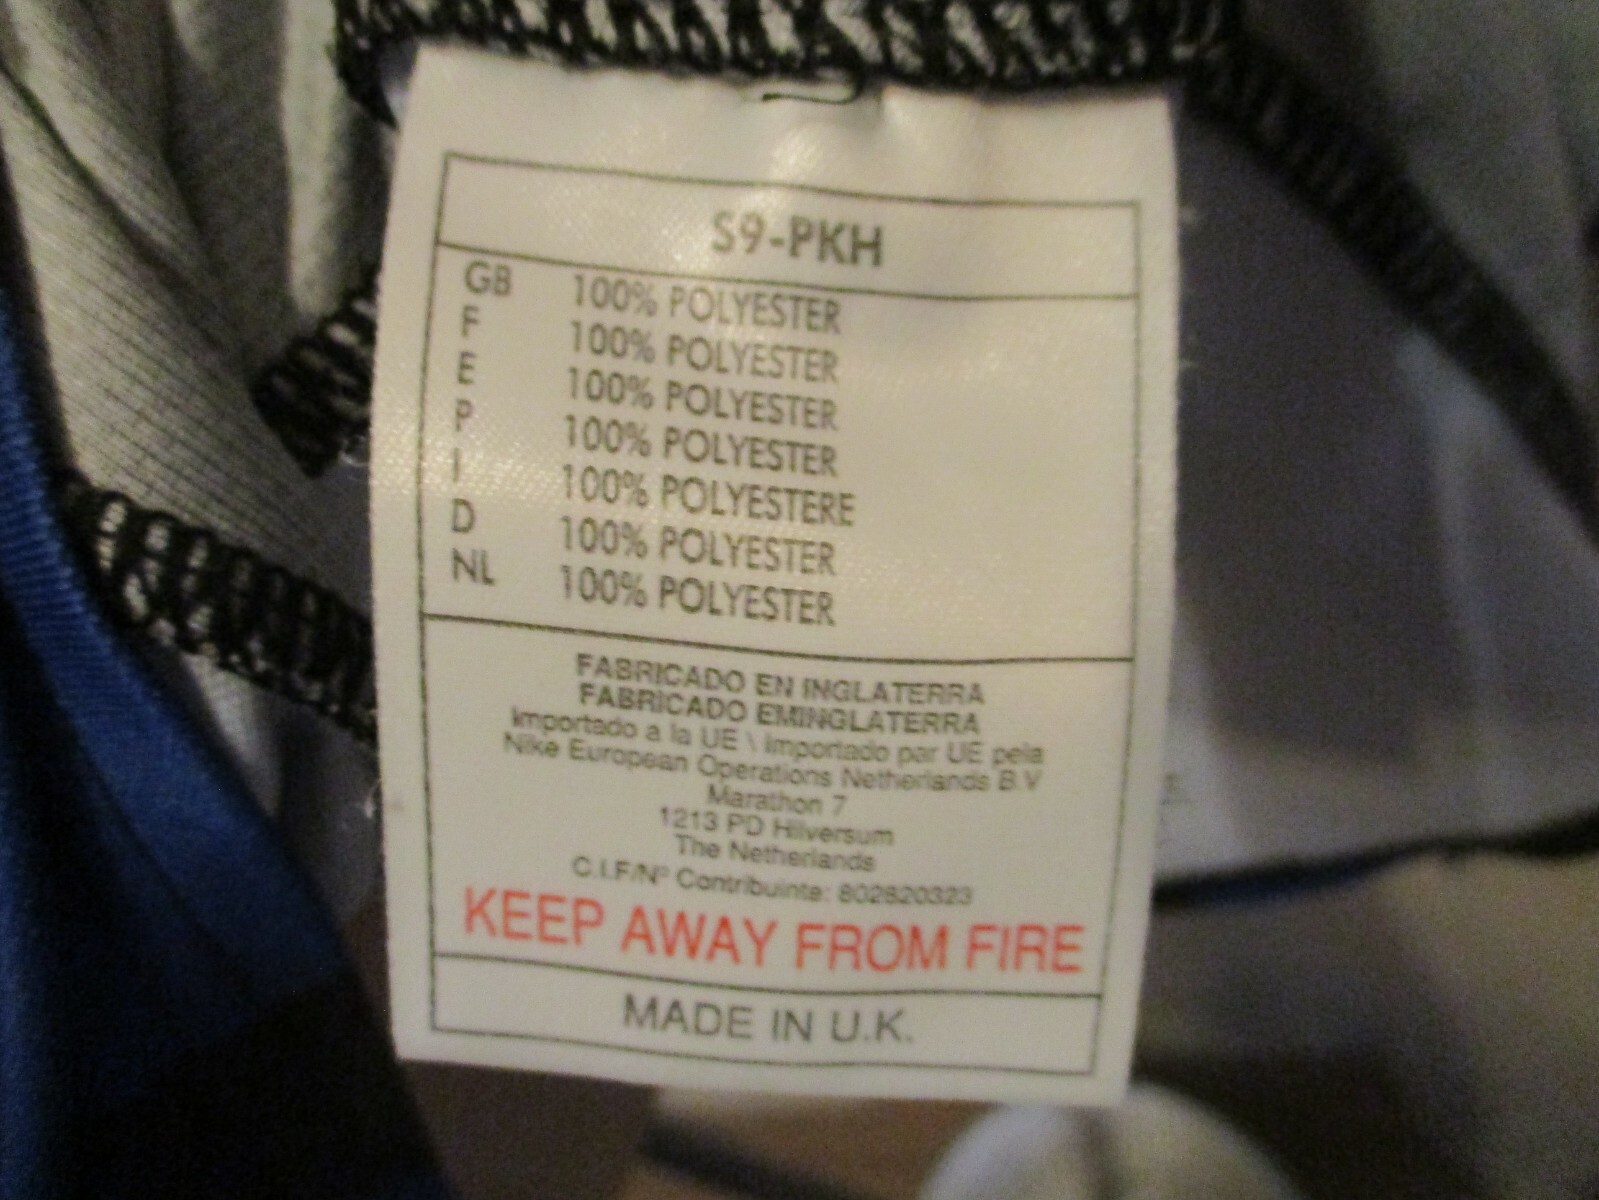 S9-PKH
GB 100% POLYESTER
F 100% POLYESTER
E 100% POLYESTER
P 100% POLYESTER
I 100% POLYESTERE
D 100% POLYESTER
NL 100% POLYESTER
FABRICADO EN INGLATERRA
FABRICADO EMINGLATERRA
Importado a la UE \ Importado par UE pela
Nike European Operations Netherlands B.V
Marathon 7
1213 PD Hilversum
The Netherlands
C.I.F/Nº Contribuinte: 802820323
KEEP AWAY FROM FIRE
MADE IN U.K.